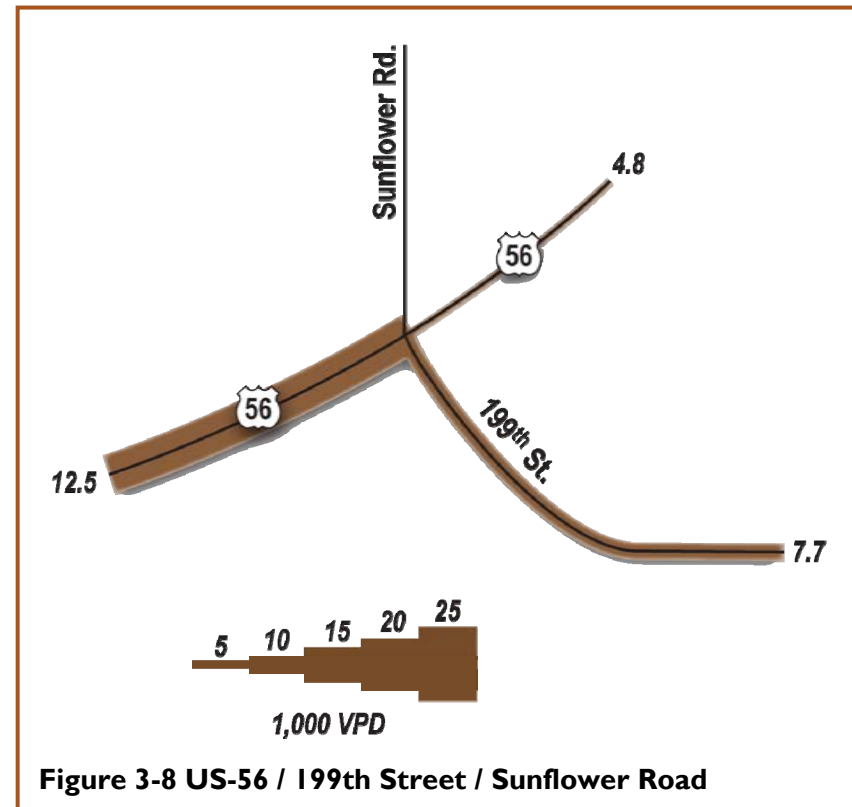 Sunflower Rd.
4.8
56
56
199th St.
12.5
7.7
5 10 15 20 25
1,000 VPD
Figure 3-8 US-56 / 199th Street / Sunflower Road